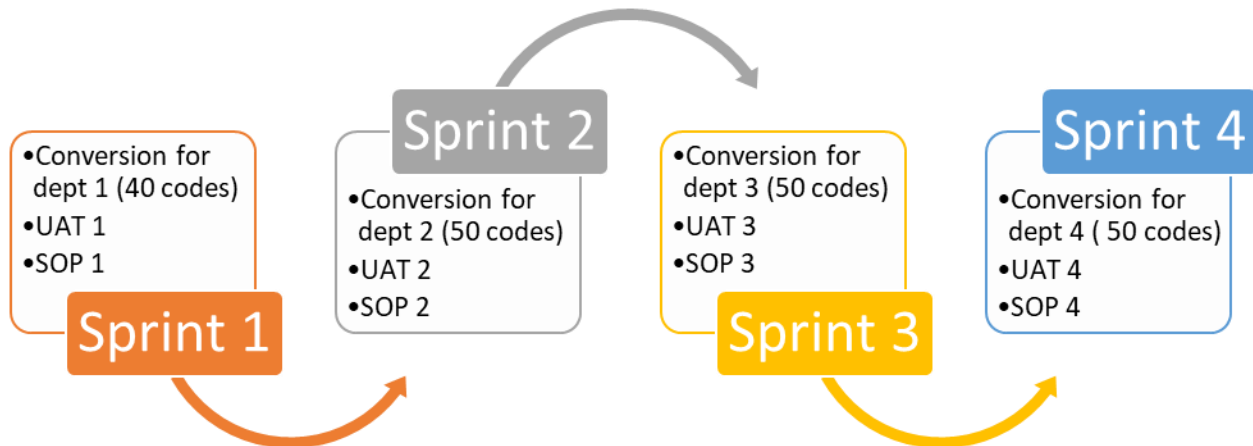 •Conversion for
dept 1 (40 codes)
•UAT 1
•SOP 1
Sprint 1
Sprint 2
•Conversion for
dept 2 (50 codes)
•UAT 2
•SOP 2
•Conversion for
dept 3 (50 codes)
•UAT 3
•SOP 3
Sprint 3
Sprint 4
•Conversion for
dept 4 ( 50 codes)
•UAT 4
•SOP 4